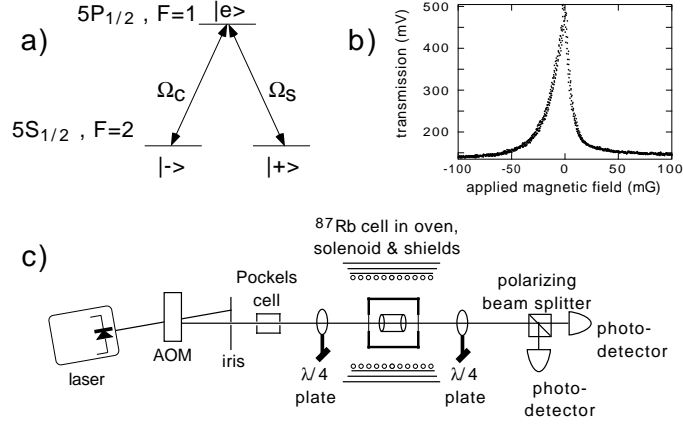 a)
5P1/2 , F=1
|e>
ΩC
ΩS
5S1/2 , F=2
|->
|+>
b)
transmission (mV)
500
400
300
200
-100
-50
0
50
100
applied magnetic field (mG)
c)
87Rb cell in oven,
solenoid & shields
Pockels
cell
polarizing
beam splitter
laser
AOM
iris
λ/4
plate
λ/4
plate
photo-
detector
photo-
detector